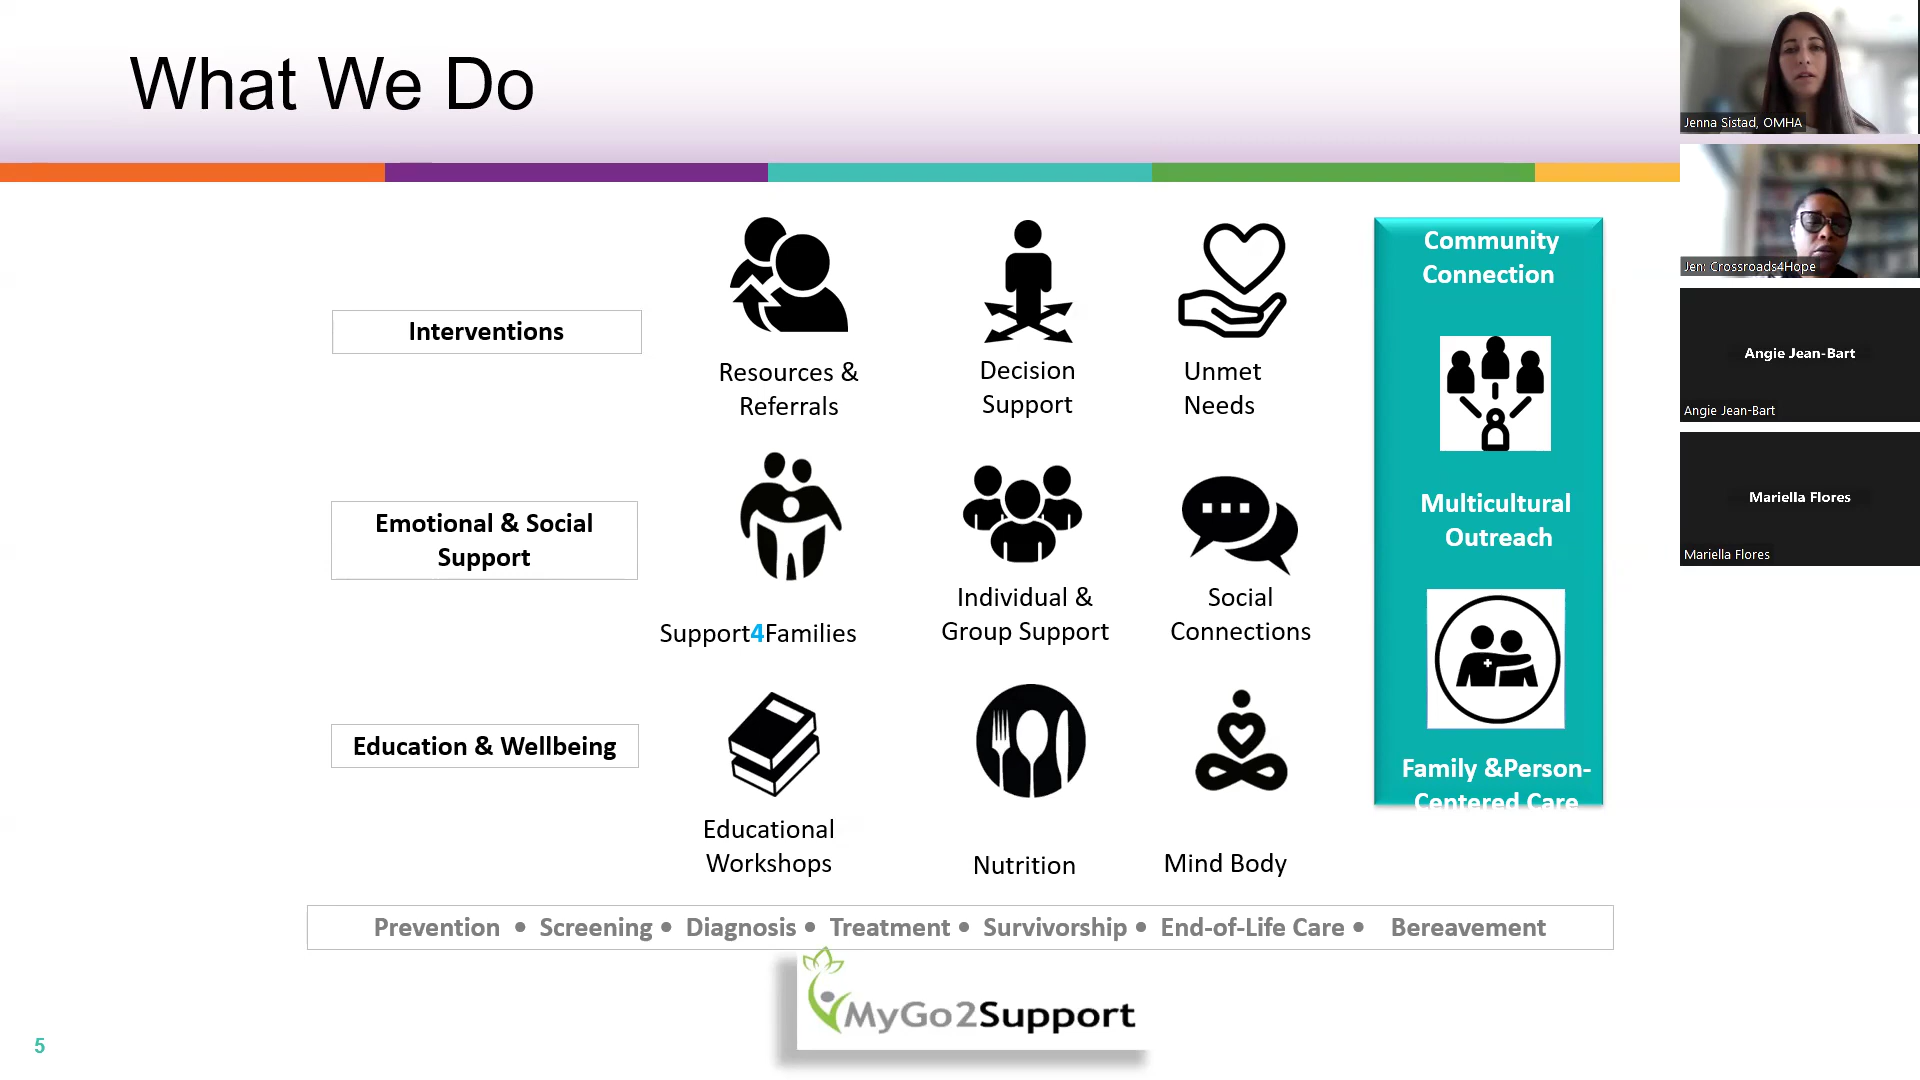 What We Do
Interventions
Resources &
Referrals
Decision
Support
Unmet
Needs
Emotional & Social
Support
Support4Families
Individual &
Group Support
Social
Connections
Education & Wellbeing
Educational
Workshops
Nutrition
Mind Body
Community
Connection
Multicultural
Outreach
Family &Person-
Centered Care
Prevention • Screening • Diagnosis • Treatment • Survivorship • End-of-Life Care • Bereavement
MyGo2Support
5
Jenna Sistad, OMHA
Jen: Crossroads4Hope
Angie Jean-Bart
Angie Jean-Bart
Mariella Flores
Mariella Flores